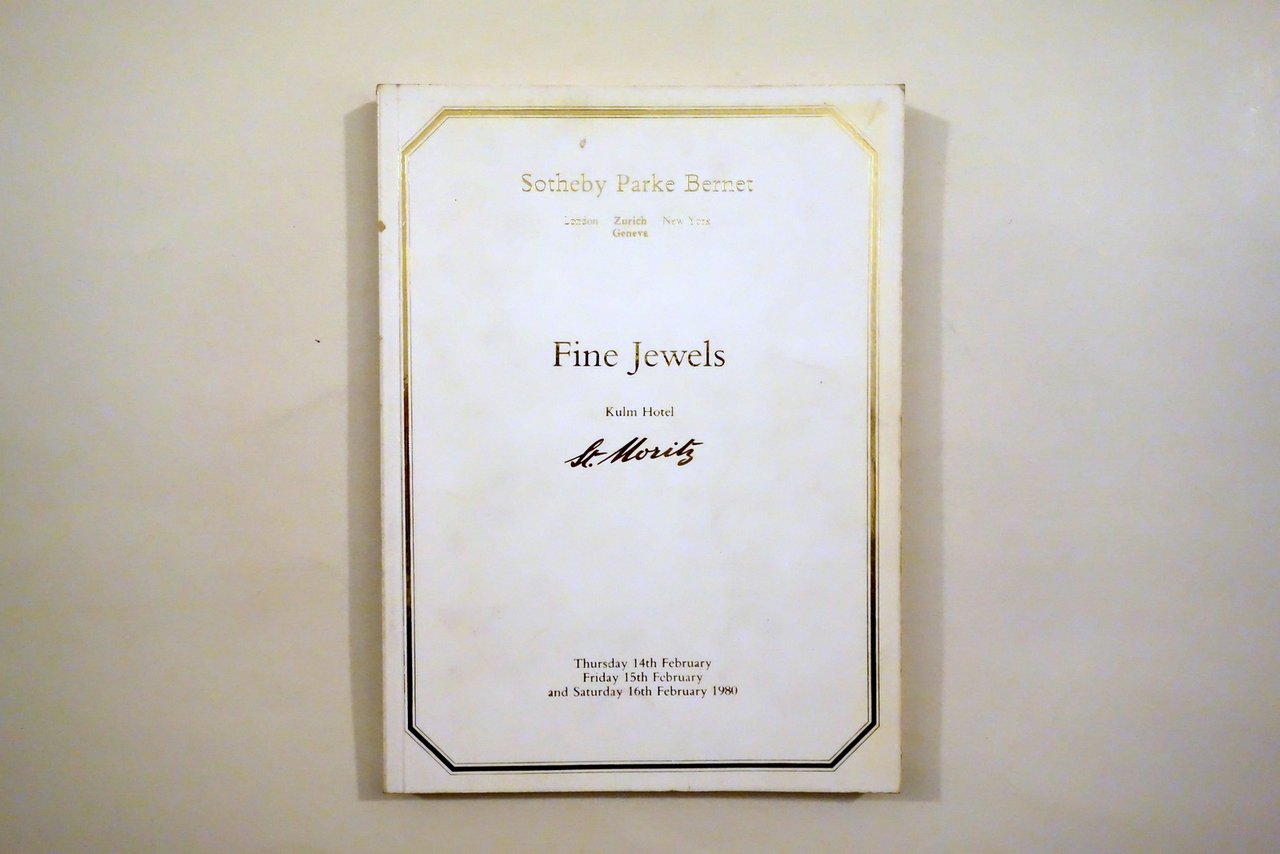 Sotheby Parke Bernet
London Zurich New York
Geneva
Fine Jewels
Kulm Hotel
St. Moritz
Thursday 14th February
Friday 15th February
and Saturday 16th February 1980